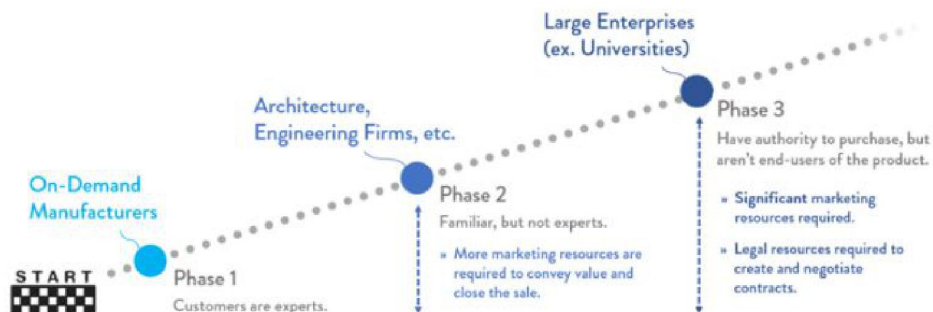 Large Enterprises
(ex. Universities)
Architecture,
Engineering Firms, etc.
On-Demand
Manufacturers
START
Phase 1
Customers are experts.
Phase 2
Familiar, but not experts.
» More marketing resources are
required to convey value and
close the sale.
Phase 3
Have authority to purchase, but
aren't end-users of the product.
» Significant marketing
resources required.
» Legal resources required to
create and negotiate
contracts.